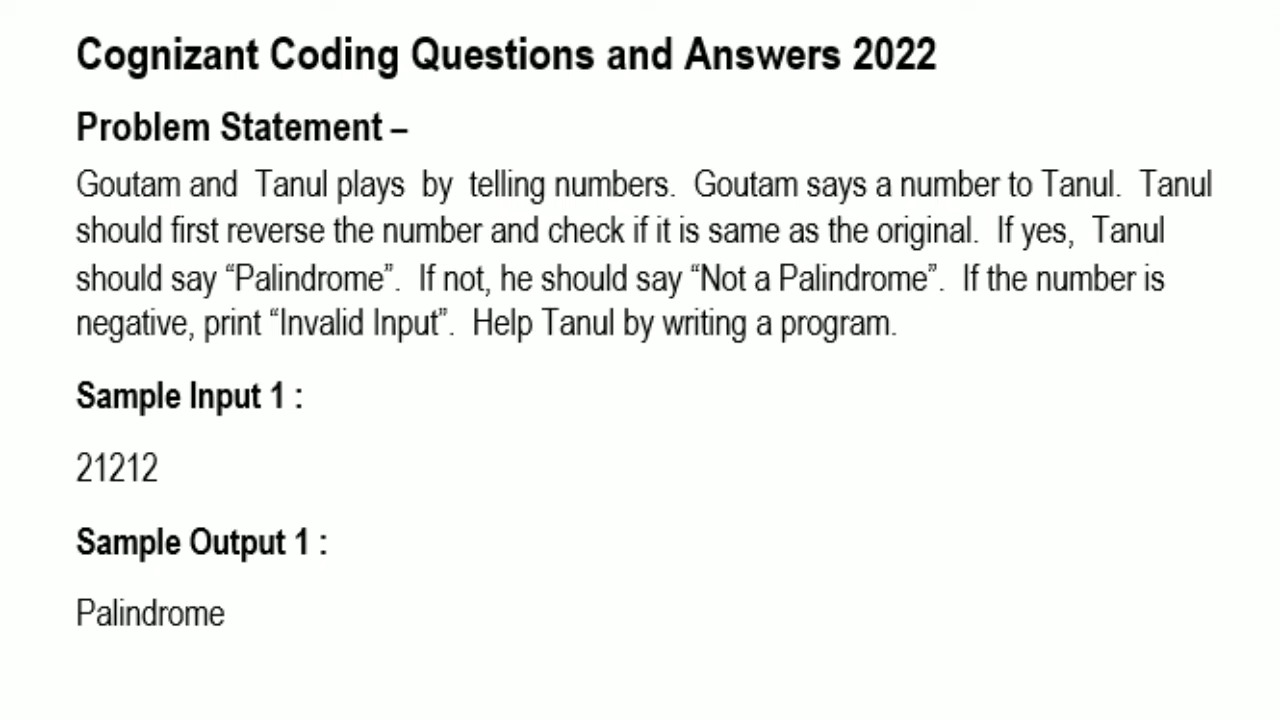 Cognizant Coding Questions and Answers 2022
Problem Statement –
Goutam and Tanul plays by telling numbers. Goutam says a number to Tanul. Tanul
should first reverse the number and check if it is same as the original. If yes, Tanul
should say “Palindrome”. If not, he should say “Not a Palindrome”. If the number is
negative, print “Invalid Input”. Help Tanul by writing a program.
Sample Input 1 :
21212
Sample Output 1 :
Palindrome